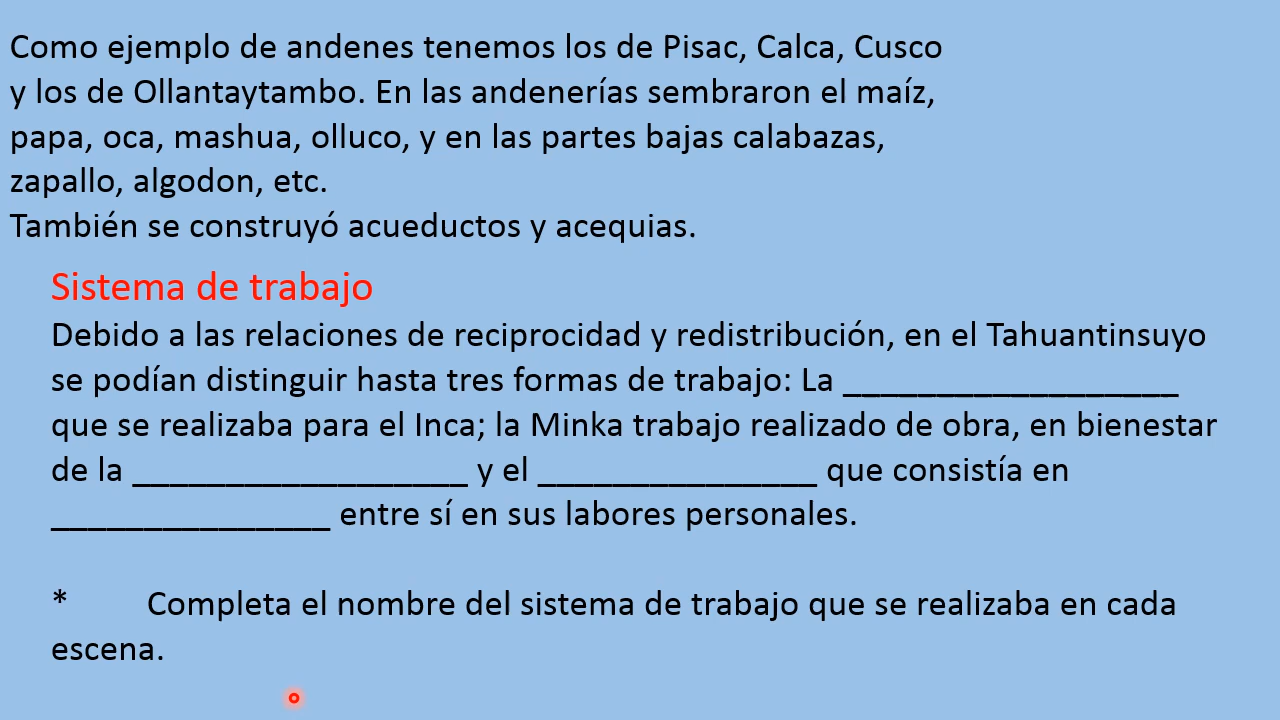 Como ejemplo de andenes tenemos los de Pisac, Calca, Cusco
y los de Ollantaytambo. En las andenerías sembraron el maíz,
papa, oca, mashua, olluco, y en las partes bajas calabazas,
zapallo, algodon, etc.
También se construyó acueductos y acequias.
Sistema de trabajo
Debido a las relaciones de reciprocidad y redistribución, en el Tahuantinsuyo
se podían distinguir hasta tres formas de trabajo: La __________________
que se realizaba para el Inca; la Minka trabajo realizado de obra, en bienestar
de la __________________ y el _______________ que consistía en
_______________ entre sí en sus labores personales.
* Completa el nombre del sistema de trabajo que se realizaba en cada
escena.